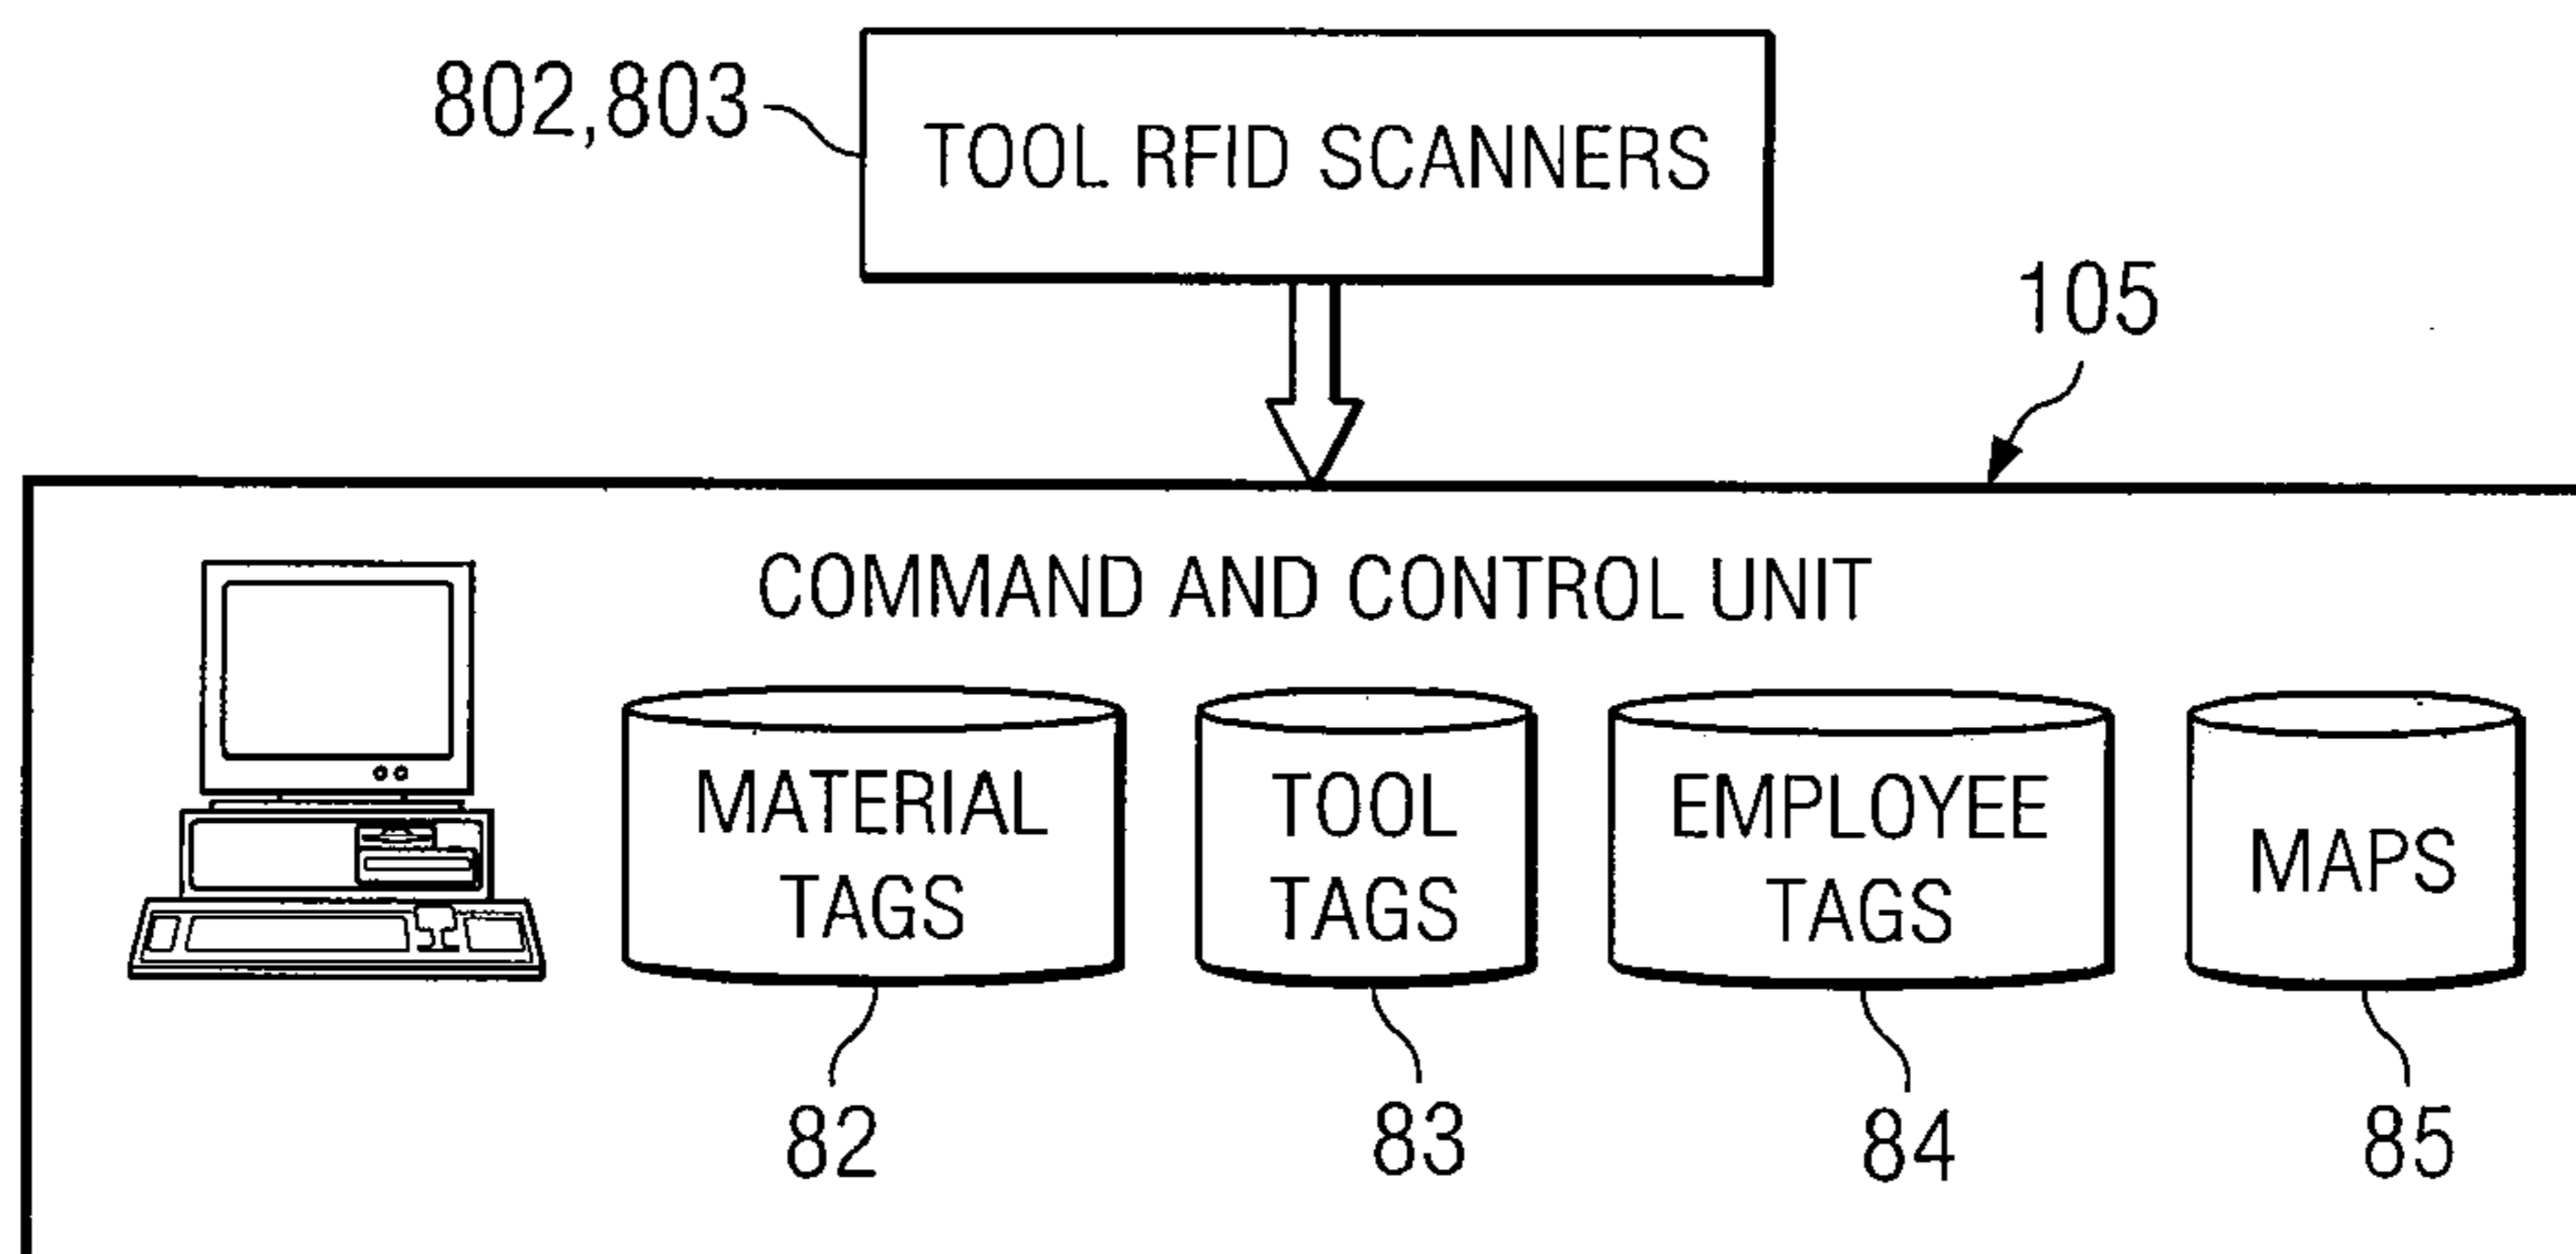 802,803
TOOL RFID SCANNERS
105
COMMAND AND CONTROL UNIT
MATERIAL
TAGS
TOOL
TAGS
EMPLOYEE
TAGS
MAPS
82
83
84
85